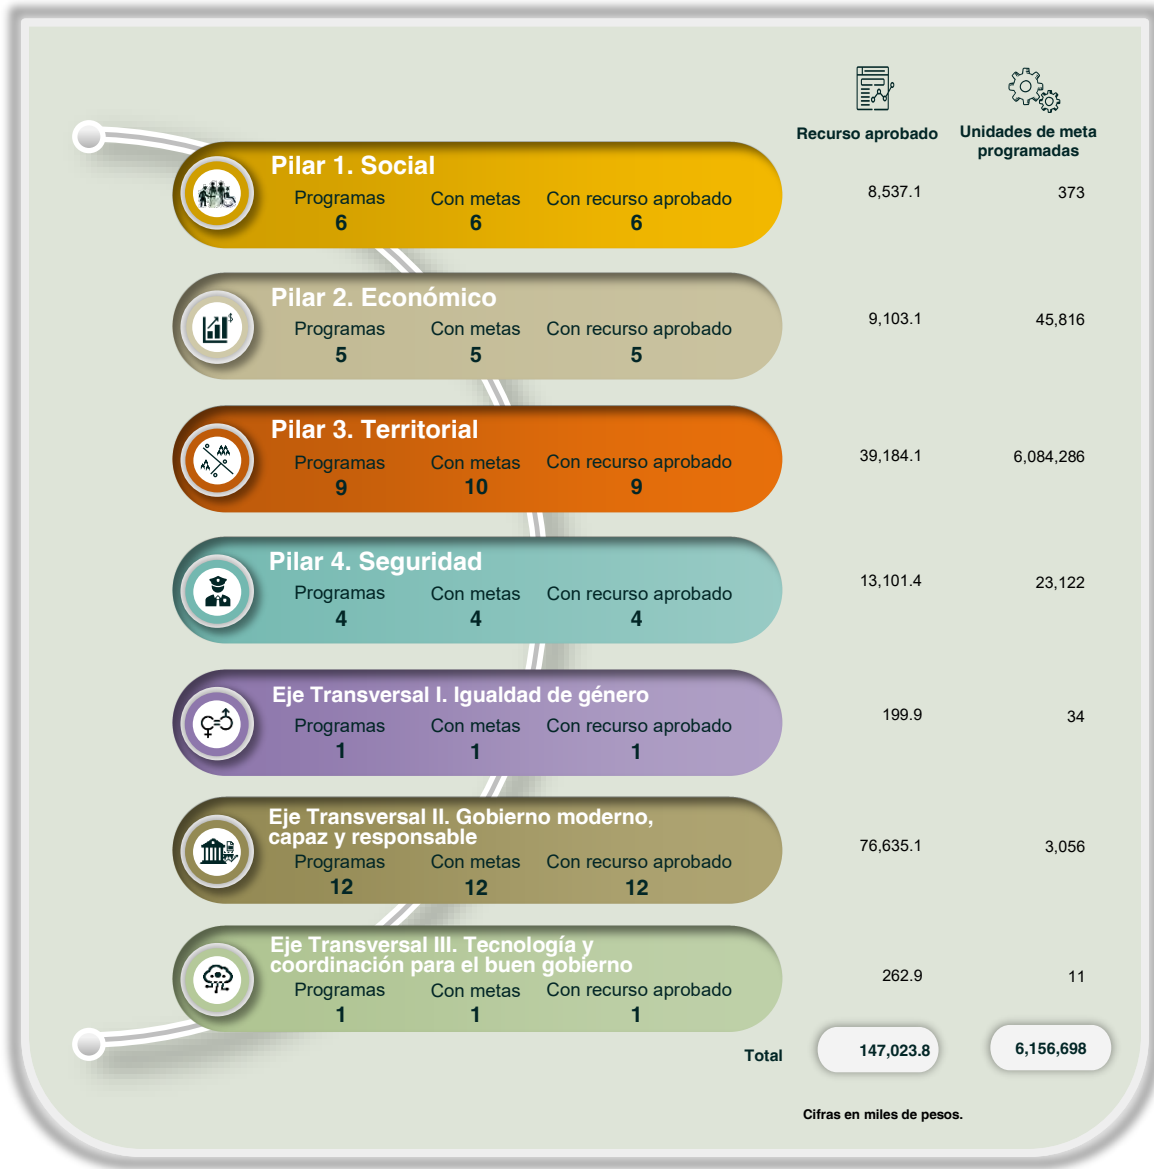 Recurso aprobado
Unidades de meta
programadas
Pilar 1. Social
Programas Con metas Con recurso aprobado
6 6 6
8,537.1 373
Pilar 2. Económico
Programas Con metas Con recurso aprobado
5 5 5
9,103.1 45,816
Pilar 3. Territorial
Programas Con metas Con recurso aprobado
9 10 9
39,184.1 6,084,286
Pilar 4. Seguridad
Programas Con metas Con recurso aprobado
4 4 4
13,101.4 23,122
Eje Transversal I. Igualdad de género
Programas Con metas Con recurso aprobado
1 1 1
199.9 34
Eje Transversal II. Gobierno moderno,
capaz y responsable
Programas Con metas Con recurso aprobado
12 12 12
76,635.1 3,056
Eje Transversal III. Tecnología y
coordinación para el buen gobierno
Programas Con metas Con recurso aprobado
1 1 1
262.9 11
Total 147,023.8 6,156,698
Cifras en miles de pesos.